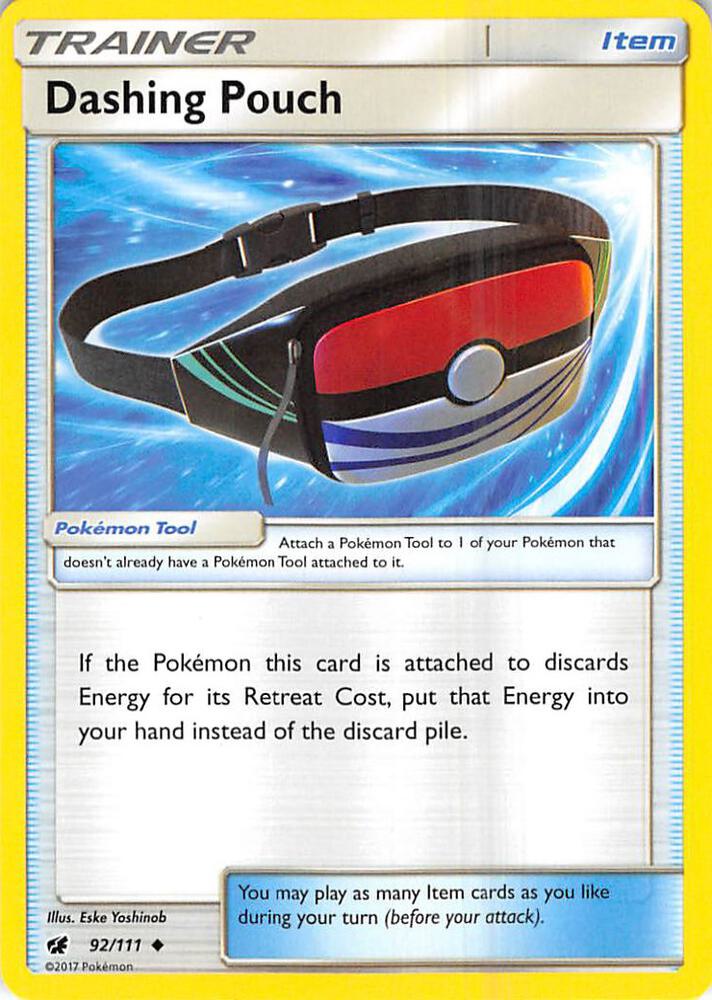 TRAINER
Item
Dashing Pouch
Pokémon Tool
Attach a Pokémon Tool to 1 of your Pokémon that
doesn't already have a Pokémon Tool attached to it.
If the Pokémon this card is attached to discards
Energy for its Retreat Cost, put that Energy into
your hand instead of the discard pile.
You may play as many Item cards as you like
during your turn (before your attack).
Illus. Eske Yoshinob
92/111
©2017 Pokémon